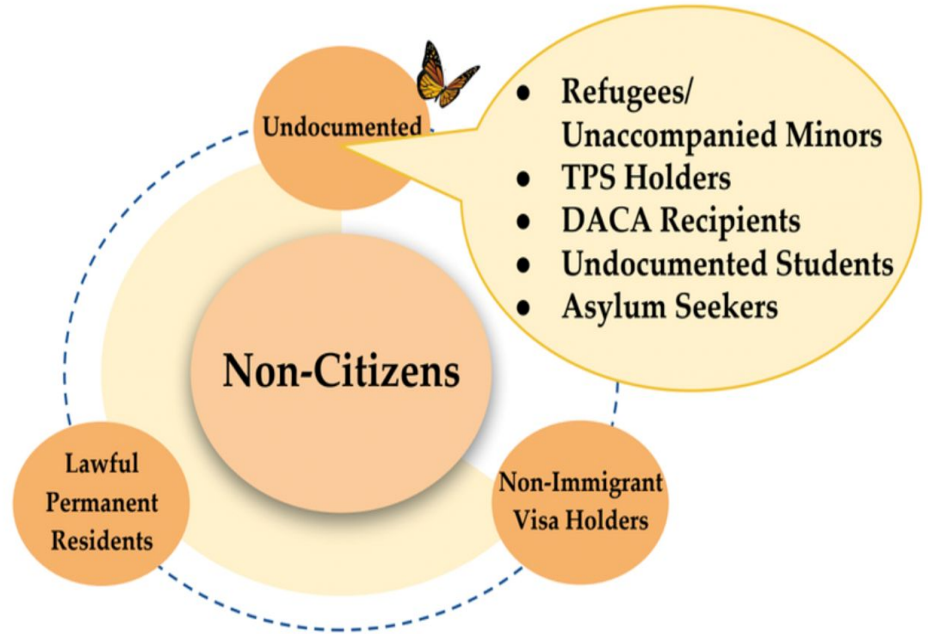 Undocumented
• Refugees/
Unaccompanied Minors
• TPS Holders
• DACA Recipients
• Undocumented Students
• Asylum Seekers
Non-Citizens
Lawful
Permanent
Residents
Non-Immigrant
Visa Holders